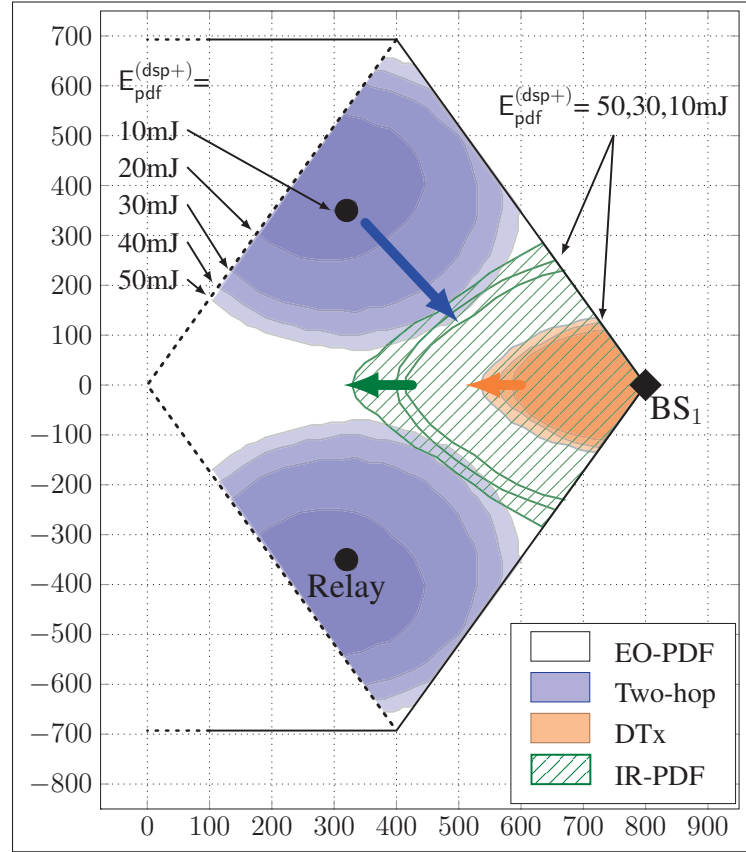 700
600
500
400
300
200
100
0
−100
−200
−300
−400
−500
−600
−700
−800
E_pdf^(dsp+) =
10mJ
20mJ
30mJ
40mJ
50mJ
E_pdf^(dsp+) = 50,30,10mJ
BS₁
Relay
EO-PDF
Two-hop
DTx
IR-PDF
0 100 200 300 400 500 600 700 800 900